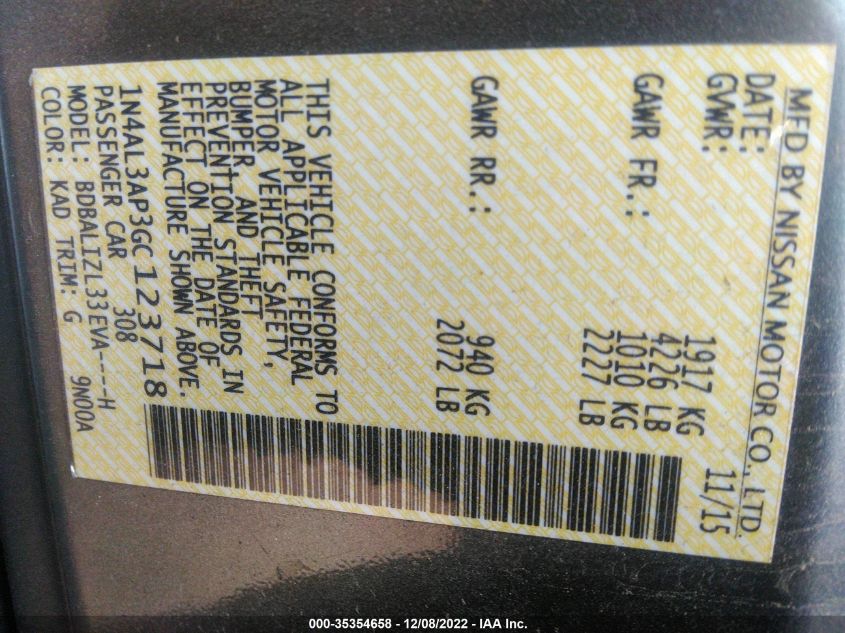 MFD BY NISSAN MOTOR CO., LTD.
DATE: 11/15
GVWR: 1917 KG
4226 LB
GAWR FR.: 1010 KG
2227 LB
GAWR RR.: 940 KG
2072 LB
THIS VEHICLE CONFORMS TO
ALL APPLICABLE FEDERAL
MOTOR VEHICLE SAFETY,
BUMPER, AND THEFT
PREVENTION STANDARDS IN
EFFECT ON THE DATE OF
MANUFACTURE SHOWN ABOVE.
1N4AL3AP3GC123718
PASSENGER CAR 308
MODEL: BDBALIZL33EVA----H
COLOR: KAD TRIM: G 9N00A
000-35354658 - 12/08/2022 - IAA Inc.